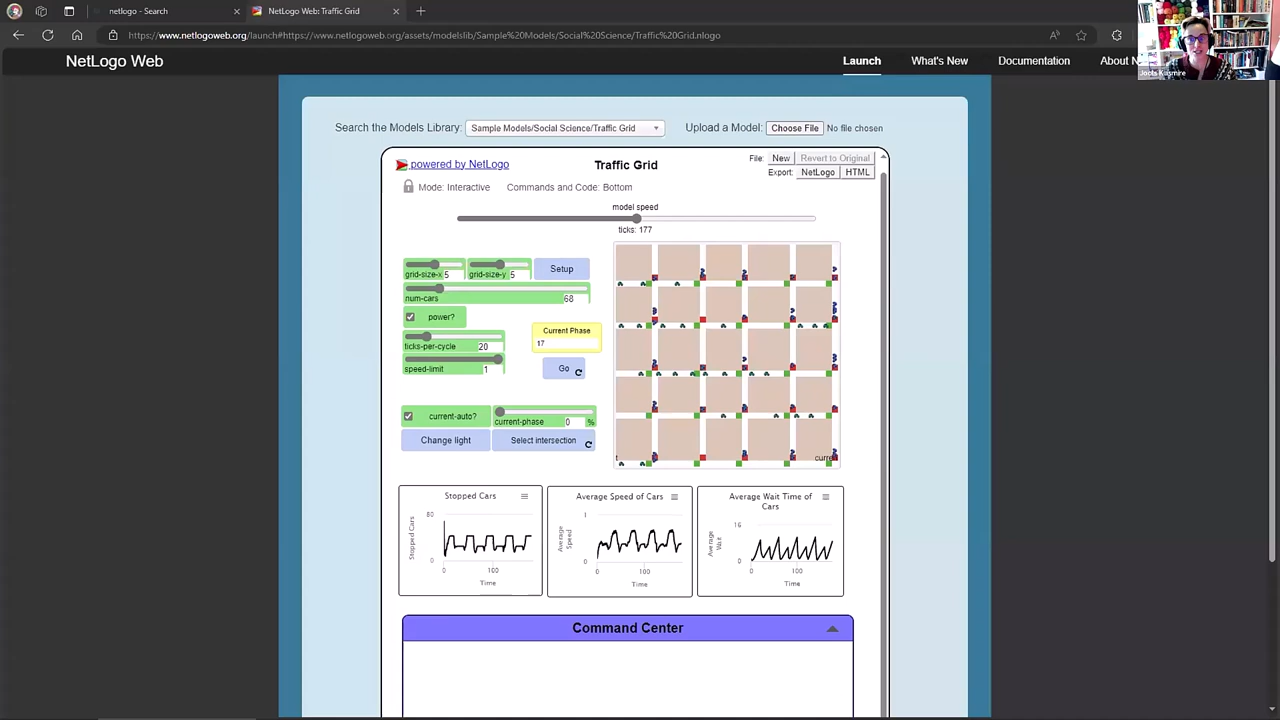 netlogo - Search
NetLogo Web: Traffic Grid
https://www.netlogoweb.org/launch#https://www.netlogoweb.org/assets/modelslib/Sample%20Models/Social%20Science/Traffic%20Grid.nlogo
NetLogo Web
Launch
What's New
Documentation
About
Search the Models Library:
Sample Models/Social Science/Traffic Grid
Upload a Model:
Choose File
No file chosen
powered by NetLogo
Traffic Grid
File:
New
Revert to Original
Export:
NetLogo
HTML
Mode: Interactive
Commands and Code: Bottom
model speed
ticks: 177
grid-size-x 5
grid-size-y 5
Setup
num-cars 68
power?
Current Phase
17
ticks-per-cycle 20
speed-limit 1
Go
current-auto?
current-phase 0 %
Change light
Select intersection
Stopped Cars
Stopped Cars
80
0
0
100
Time
Average Speed of Cars
Average Speed
1
0
0
100
Time
Average Wait Time of
Cars
Average Wait
16
0
0
100
Time
Command Center